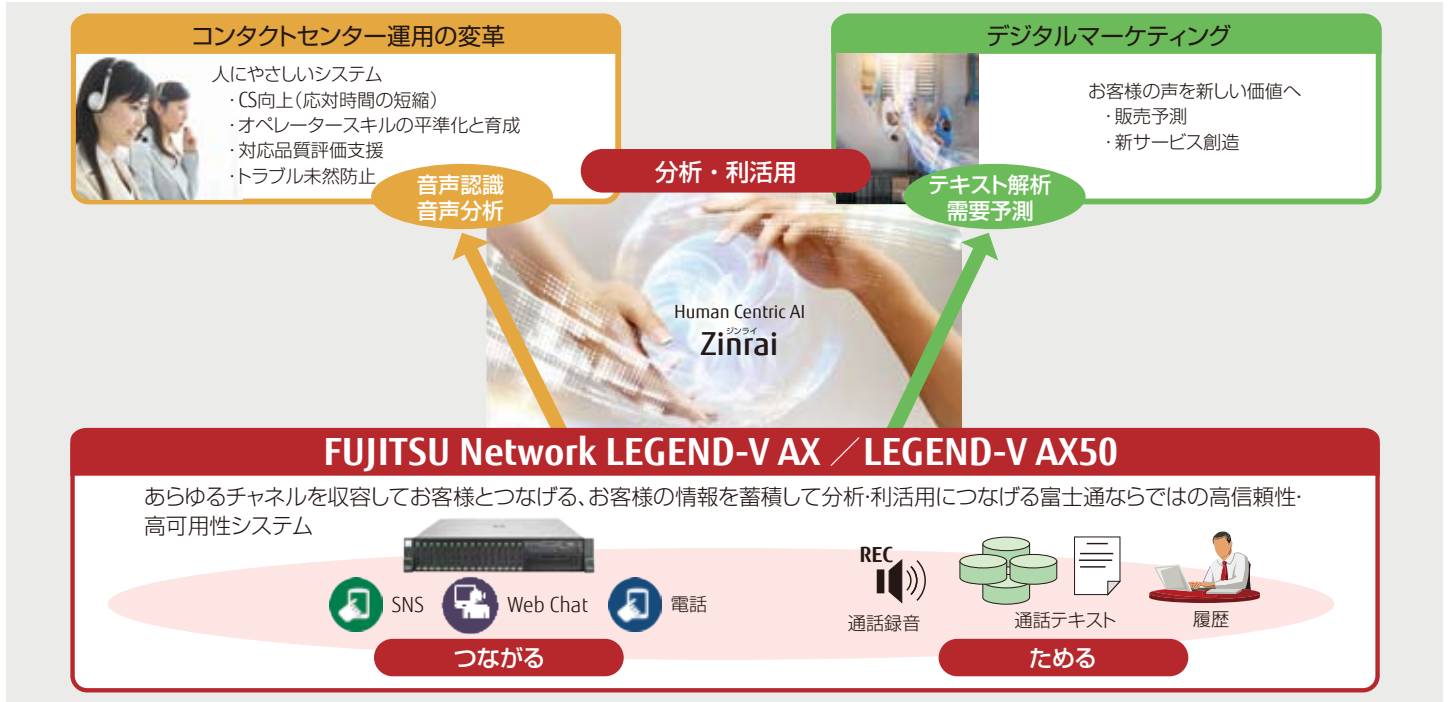 コンタクトセンター運用の変革
人にやさしいシステム
・CS向上（応対時間の短縮）
・オペレータースキルの平準化と育成
・対応品質評価支援
・トラブル未然防止
音声認識
音声分析
分析・利活用
デジタルマーケティング
お客様の声を新しい価値へ
・販売予測
・新サービス創造
テキスト解析
需要予測
Human Centric AI
ジンライ
Zinrai
FUJITSU Network LEGEND-V AX ／LEGEND-V AX50
あらゆるチャネルを収容してお客様とつなげる、お客様の情報を蓄積して分析・利活用につなげる富士通ならではの高信頼性・
高可用性システム
SNS
Web Chat
電話
つながる
REC
通話録音
通話テキスト
履歴
ためる